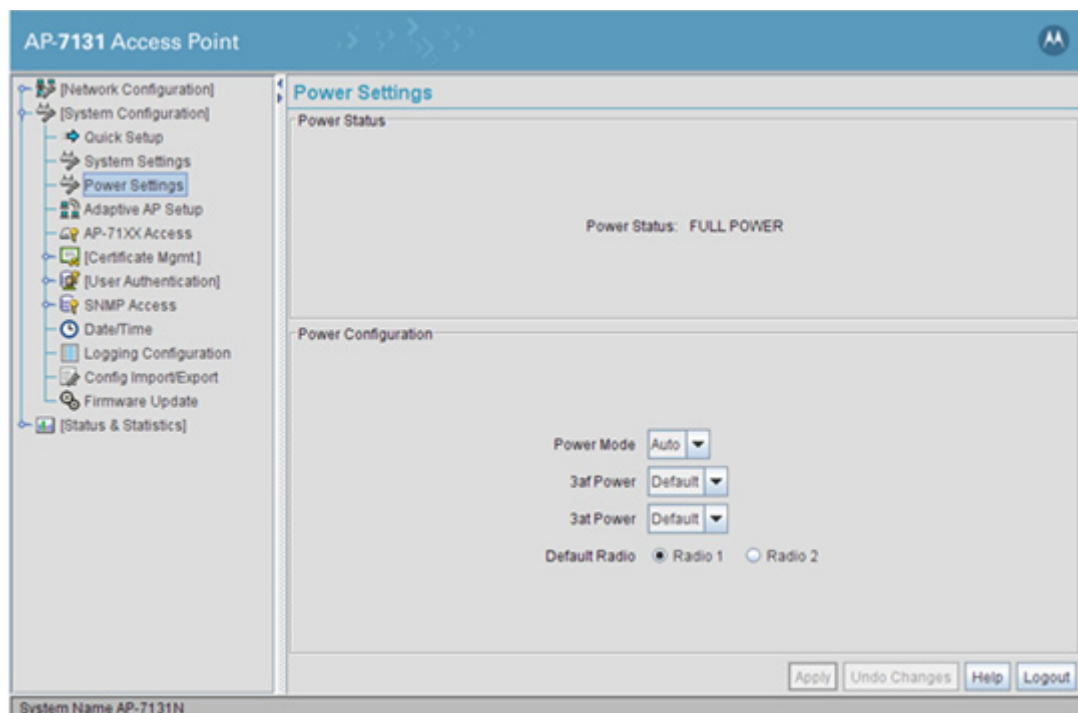 AP-7131 Access Point
[Network Configuration]
[System Configuration]
Quick Setup
System Settings
Power Settings
Adaptive AP Setup
AP-71XX Access
[Certificate Mgmt.]
[User Authentication]
SNMP Access
Date/Time
Logging Configuration
Config Import/Export
Firmware Update
[Status & Statistics]
Power Settings
Power Status
Power Status: FULL POWER
Power Configuration
Power Mode Auto
3af Power Default
3at Power Default
Default Radio Radio 1 Radio 2
Apply Undo Changes Help Logout
System Name AP-7131N